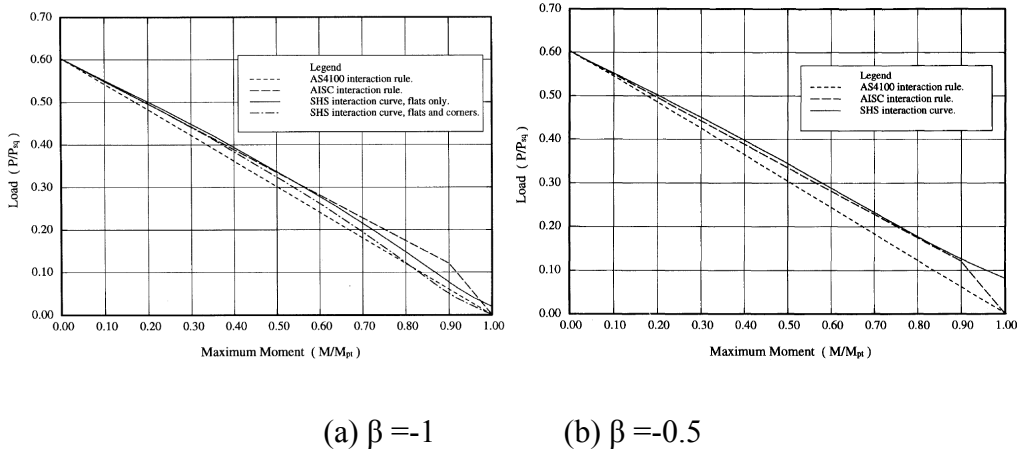 0.70
0.60
0.50
0.40
0.30
0.20
0.10
0.00
Load ( P/Psq )
Legend
AS4100 interaction rule.
AISC interaction rule.
SHS interaction curve, flats only.
SHS interaction curve, flats and corners.
0.00 0.10 0.20 0.30 0.40 0.50 0.60 0.70 0.80 0.90 1.00
Maximum Moment ( M/Mpt )
0.70
0.60
0.50
0.40
0.30
0.20
0.10
0.00
Load ( P/Psq )
Legend
AS4100 interaction rule.
AISC interaction rule.
SHS interaction curve.
0.00 0.10 0.20 0.30 0.40 0.50 0.60 0.70 0.80 0.90 1.00
Maximum Moment ( M/Mpt )
(a) β =-1 (b) β =-0.5